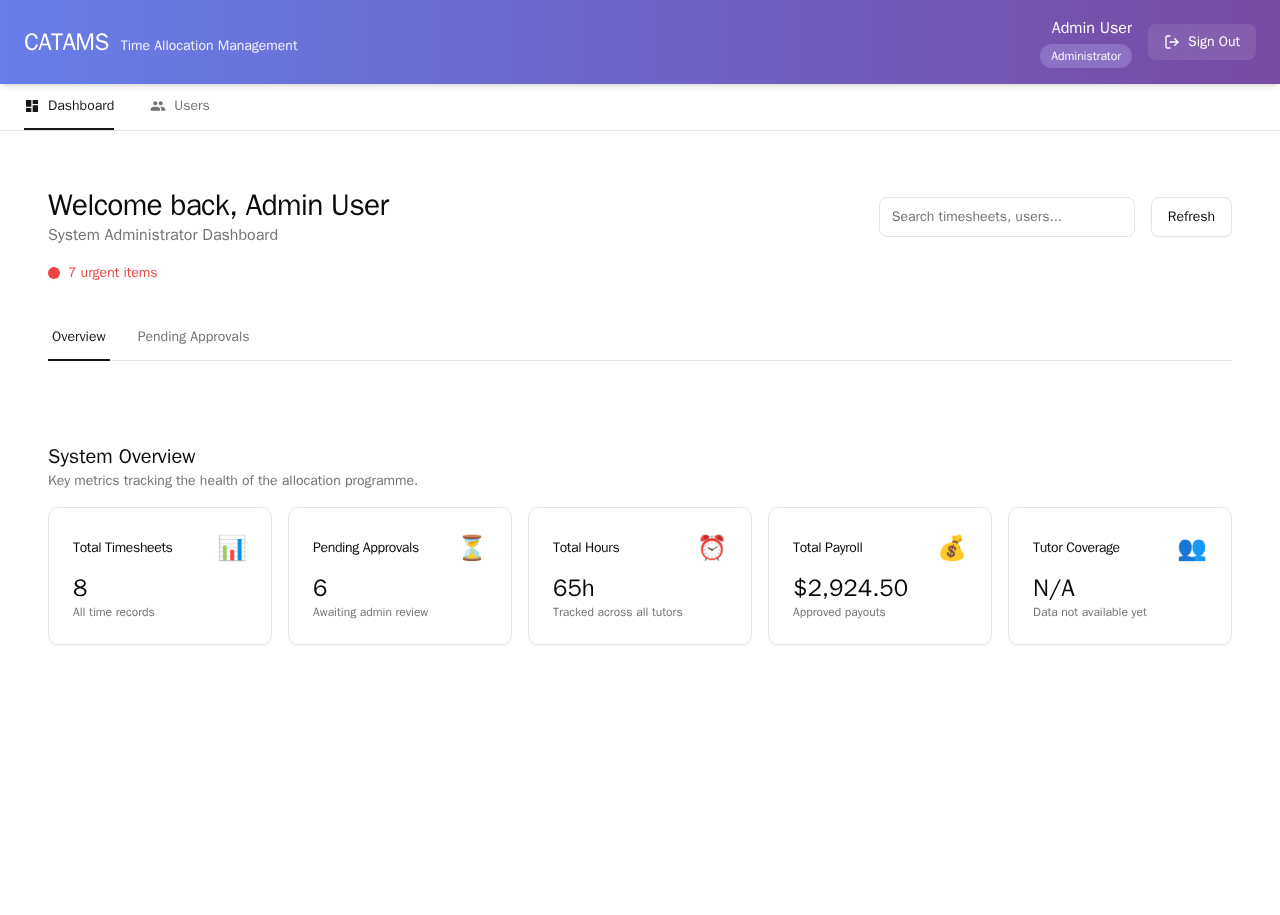 CATAMS Time Allocation Management
Admin User
Administrator
Sign Out
Dashboard
Users
Welcome back, Admin User
System Administrator Dashboard
7 urgent items
Search timesheets, users...
Refresh
Overview
Pending Approvals
System Overview
Key metrics tracking the health of the allocation programme.
Total Timesheets
8
All time records
Pending Approvals
6
Awaiting admin review
Total Hours
65h
Tracked across all tutors
Total Payroll
$2,924.50
Approved payouts
Tutor Coverage
N/A
Data not available yet